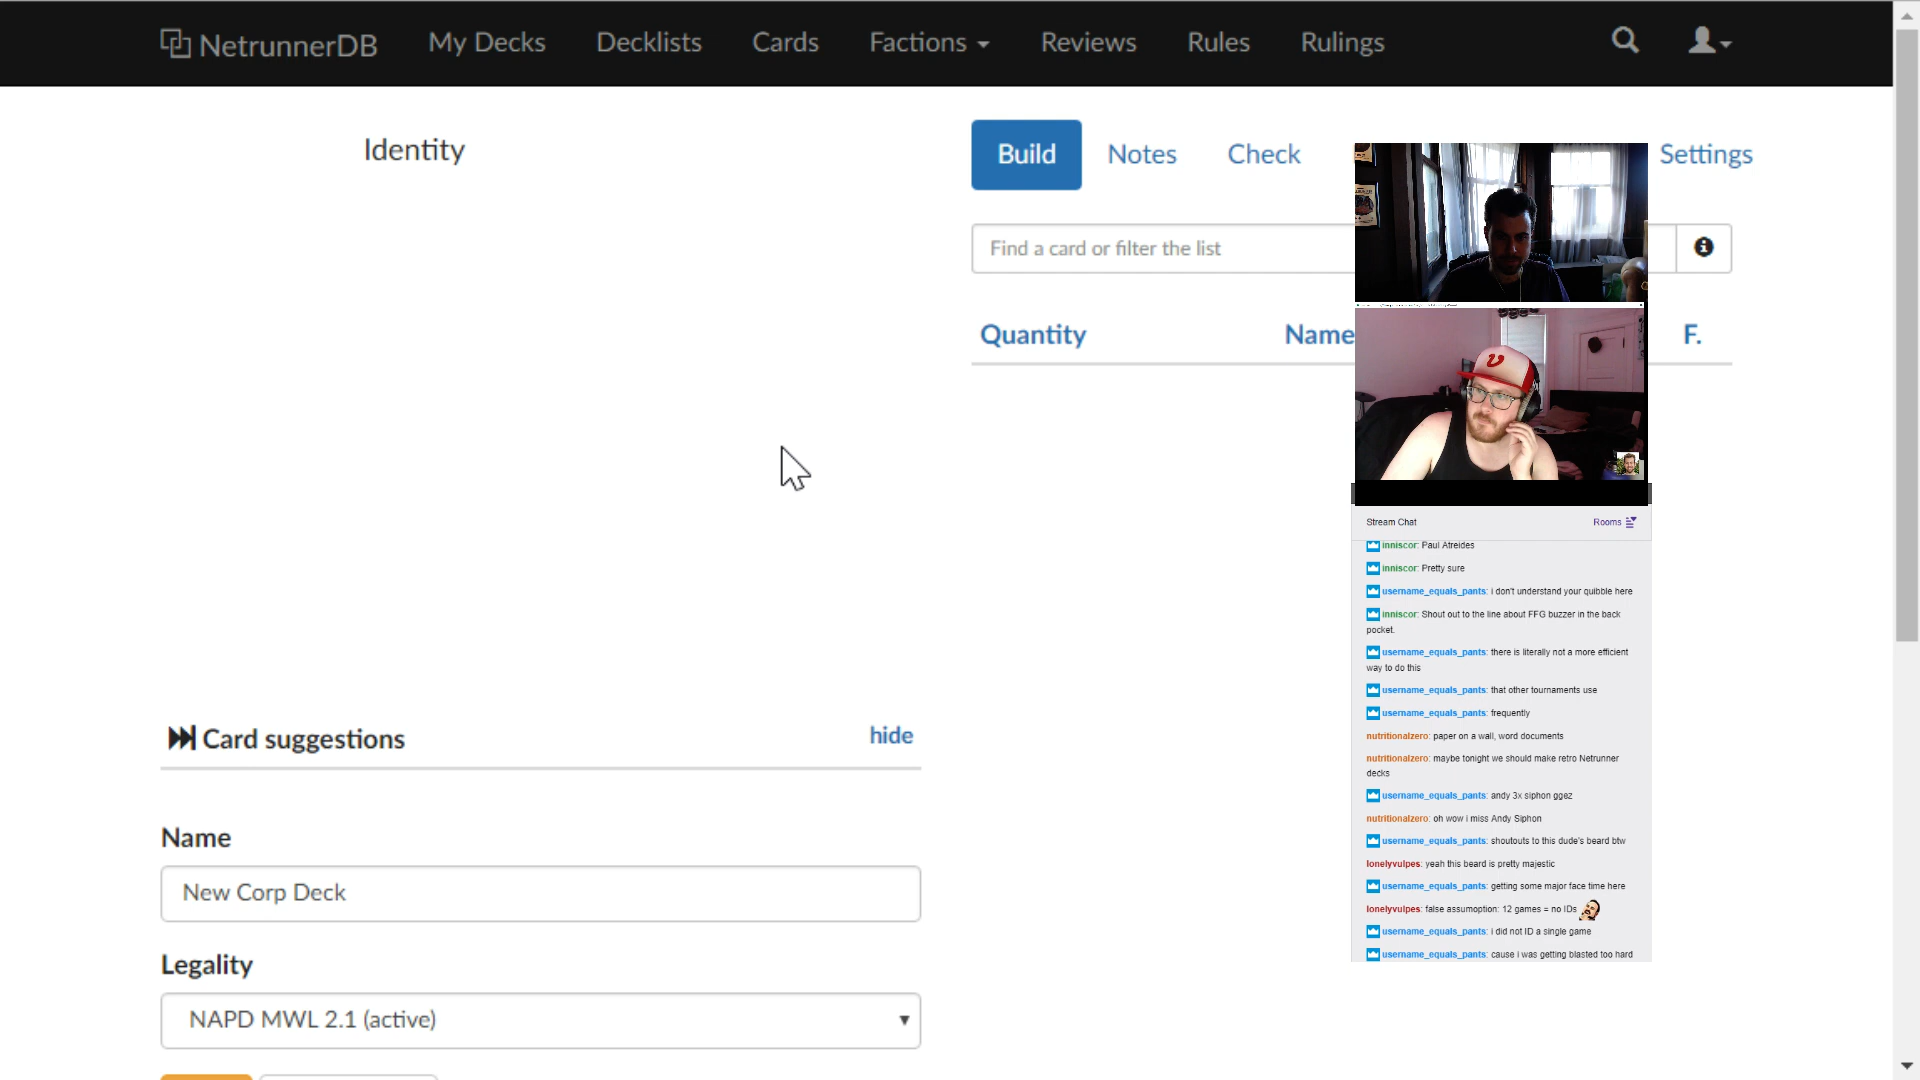 NetrunnerDB My Decks Decklists Cards Factions Reviews Rules Rulings
Identity
Build Notes Check Settings
Find a card or filter the list
Quantity Name F.
Card suggestions hide
Name
New Corp Deck
Legality
NAPD MWL 2.1 (active)
Stream Chat Rooms
inniscor: Paul Atreides
inniscor: Pretty sure
username_equals_pants: i don't understand your quibble here
inniscor: Shout out to the line about FFG buzzer in the back
pocket.
username_equals_pants: there is literally not a more efficient
way to do this
username_equals_pants: that other tournaments use
username_equals_pants: frequently
nutritionalzero: paper on a wall, word documents
nutritionalzero: maybe tonight we should make retro Netrunner
decks
username_equals_pants: andy 3x siphon ggez
nutritionalzero: oh wow i miss Andy Siphon
username_equals_pants: shoutouts to this dude's beard btw
lonelyvulpes: yeah this beard is pretty majestic
username_equals_pants: getting some major face time here
lonelyvulpes: false assumoption: 12 games = no IDs
username_equals_pants: i did not ID a single game
username_equals_pants: cause i was getting blasted too hard